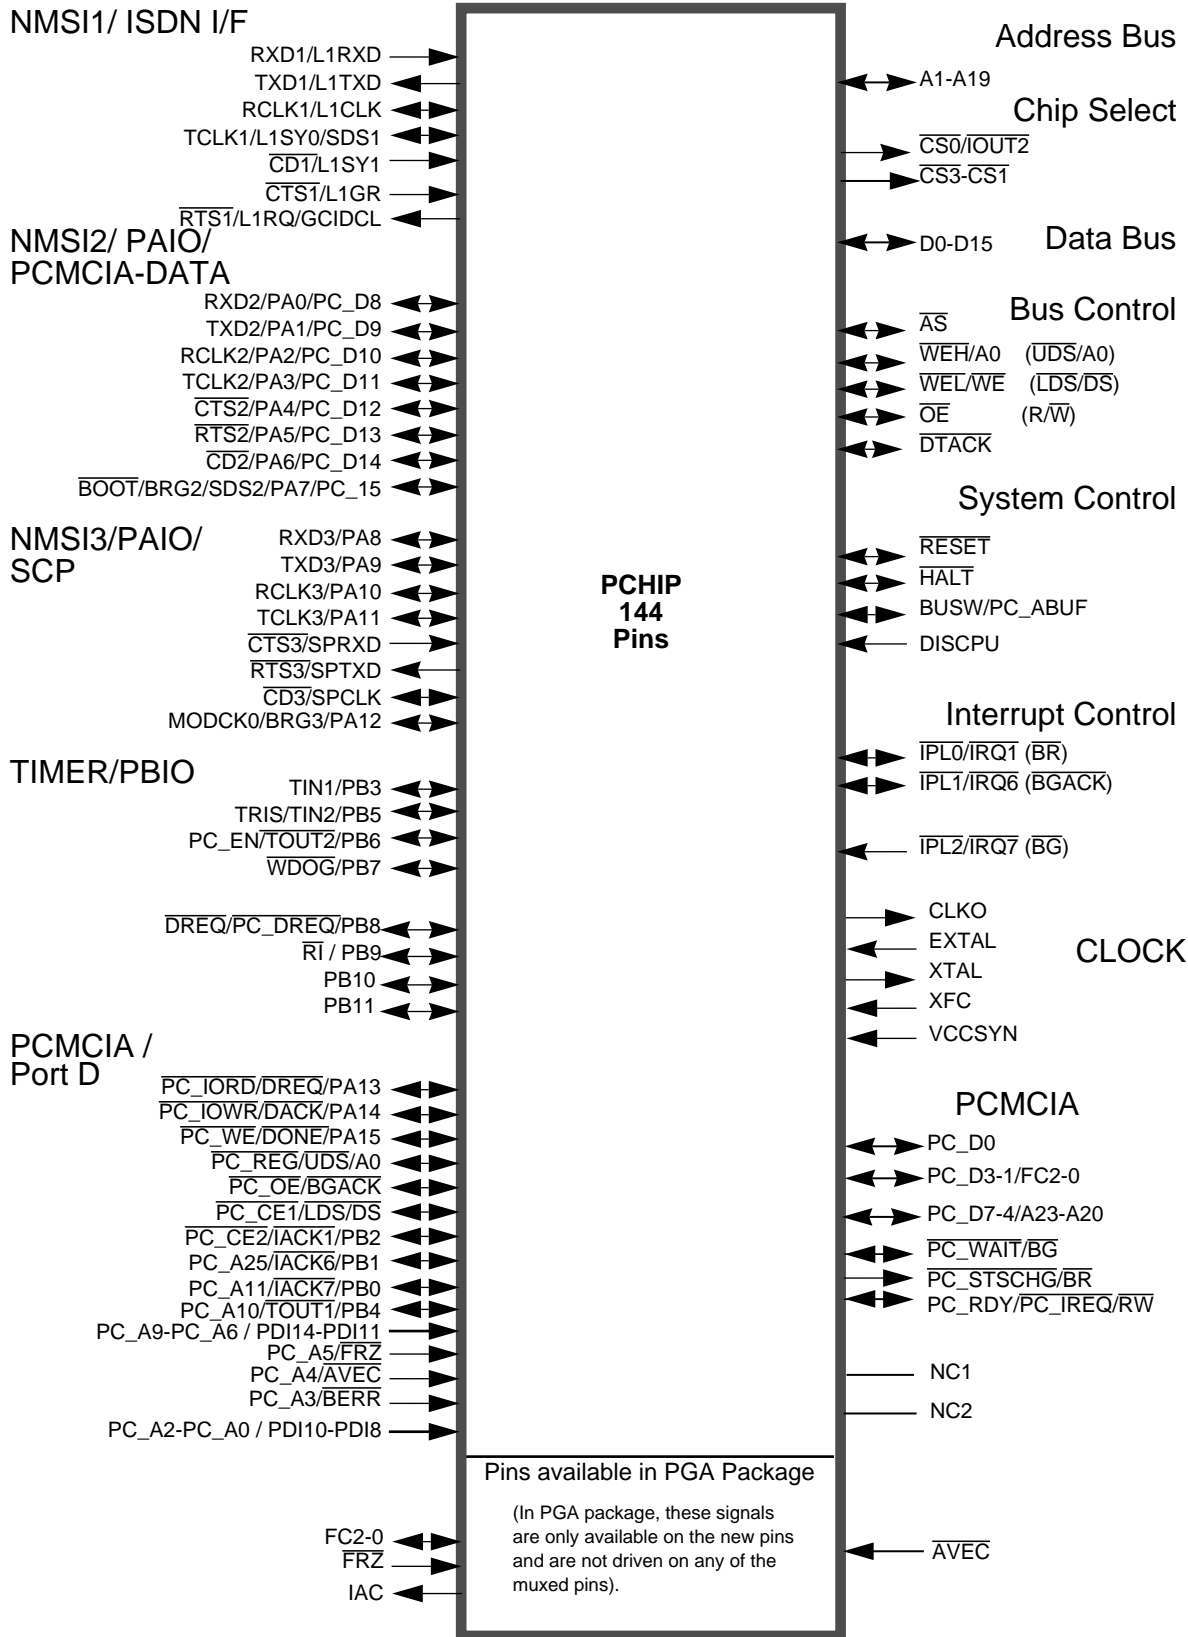 NMSI1/ ISDN I/F
RXD1/L1RXD
TXD1/L1TXD
RCLK1/L1CLK
TCLK1/L1SY0/SDS1
CD1/L1SY1
CTS1/L1GR
RTS1/L1RQ/GCIDCL
NMSI2/ PAIO/
PCMCIA-DATA
RXD2/PA0/PC_D8
TXD2/PA1/PC_D9
RCLK2/PA2/PC_D10
TCLK2/PA3/PC_D11
CTS2/PA4/PC_D12
RTS2/PA5/PC_D13
CD2/PA6/PC_D14
BOOT/BRG2/SDS2/PA7/PC_15
NMSI3/PAIO/
SCP
RXD3/PA8
TXD3/PA9
RCLK3/PA10
TCLK3/PA11
CTS3/SPRXD
RTS3/SPTXD
CD3/SPCLK
MODCK0/BRG3/PA12
TIMER/PBIO
TIN1/PB3
TRIS/TIN2/PB5
PC_EN/TOUT2/PB6
WDOG/PB7
DREQ/PC_DREQ/PB8
RI / PB9
PB10
PB11
PCMCIA /
Port D
PC_IORD/DREQ/PA13
PC_IOWR/DACK/PA14
PC_WE/DONE/PA15
PC_REG/UDS/A0
PC_OE/BGACK
PC_CE1/LDS/DS
PC_CE2/IACK1/PB2
PC_A25/IACK6/PB1
PC_A11/IACK7/PB0
PC_A10/TOUT1/PB4
PC_A9-PC_A6 / PDI14-PDI11
PC_A5/FRZ
PC_A4/AVEC
PC_A3/BERR
PC_A2-PC_A0 / PDI10-PDI8
FC2-0
FRZ
IAC
PCHIP
144
Pins
Pins available in PGA Package
(In PGA package, these signals
are only available on the new pins
and are not driven on any of the
muxed pins).
Address Bus
A1-A19
Chip Select
CS0/IOUT2
CS3-CS1
D0-D15 Data Bus
Bus Control
AS
WEH/A0 (UDS/A0)
WEL/WE (LDS/DS)
OE (R/W)
DTACK
System Control
RESET
HALT
BUSW/PC_ABUF
DISCPU
Interrupt Control
IPL0/IRQ1 (BR)
IPL1/IRQ6 (BGACK)
IPL2/IRQ7 (BG)
CLKO
EXTAL
CLOCK
XTAL
XFC
VCCSYN
PCMCIA
PC_D0
PC_D3-1/FC2-0
PC_D7-4/A23-A20
PC_WAIT/BG
PC_STSCHG/BR
PC_RDY/PC_IREQ/RW
NC1
NC2
AVEC